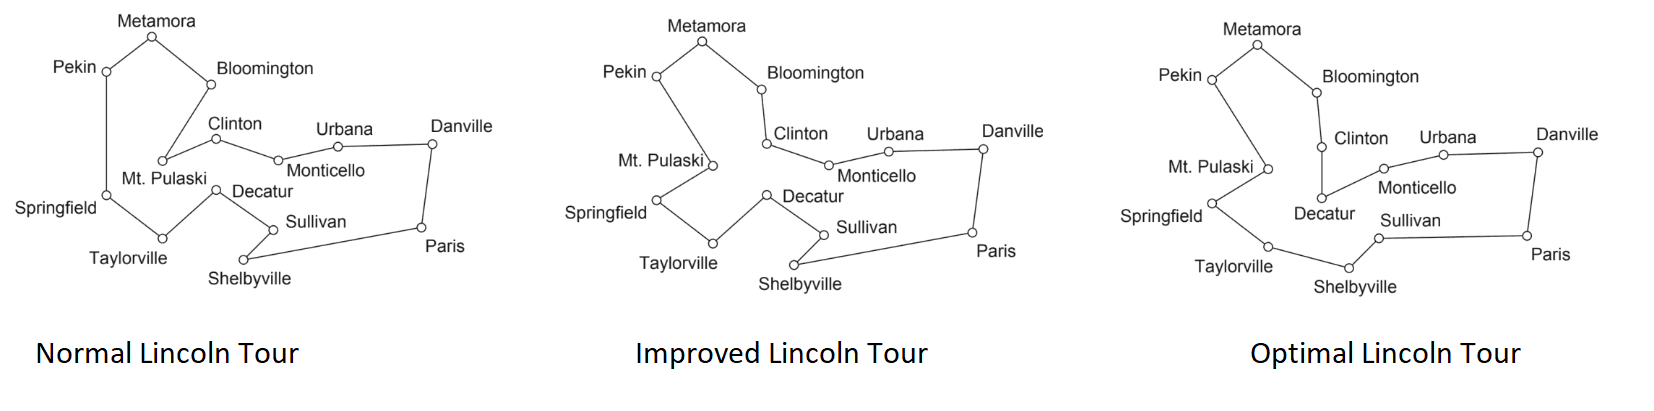 Metamora
Pekin
Bloomington
Clinton
Urbana
Danville
Mt. Pulaski
Monticello
Decatur
Springfield
Sullivan
Taylorville
Paris
Shelbyville
Normal Lincoln Tour
Metamora
Pekin
Bloomington
Clinton
Urbana
Danville
Mt. Pulaski
Monticello
Decatur
Springfield
Sullivan
Taylorville
Paris
Shelbyville
Improved Lincoln Tour
Metamora
Pekin
Bloomington
Clinton
Urbana
Danville
Mt. Pulaski
Monticello
Decatur
Springfield
Sullivan
Taylorville
Paris
Shelbyville
Optimal Lincoln Tour